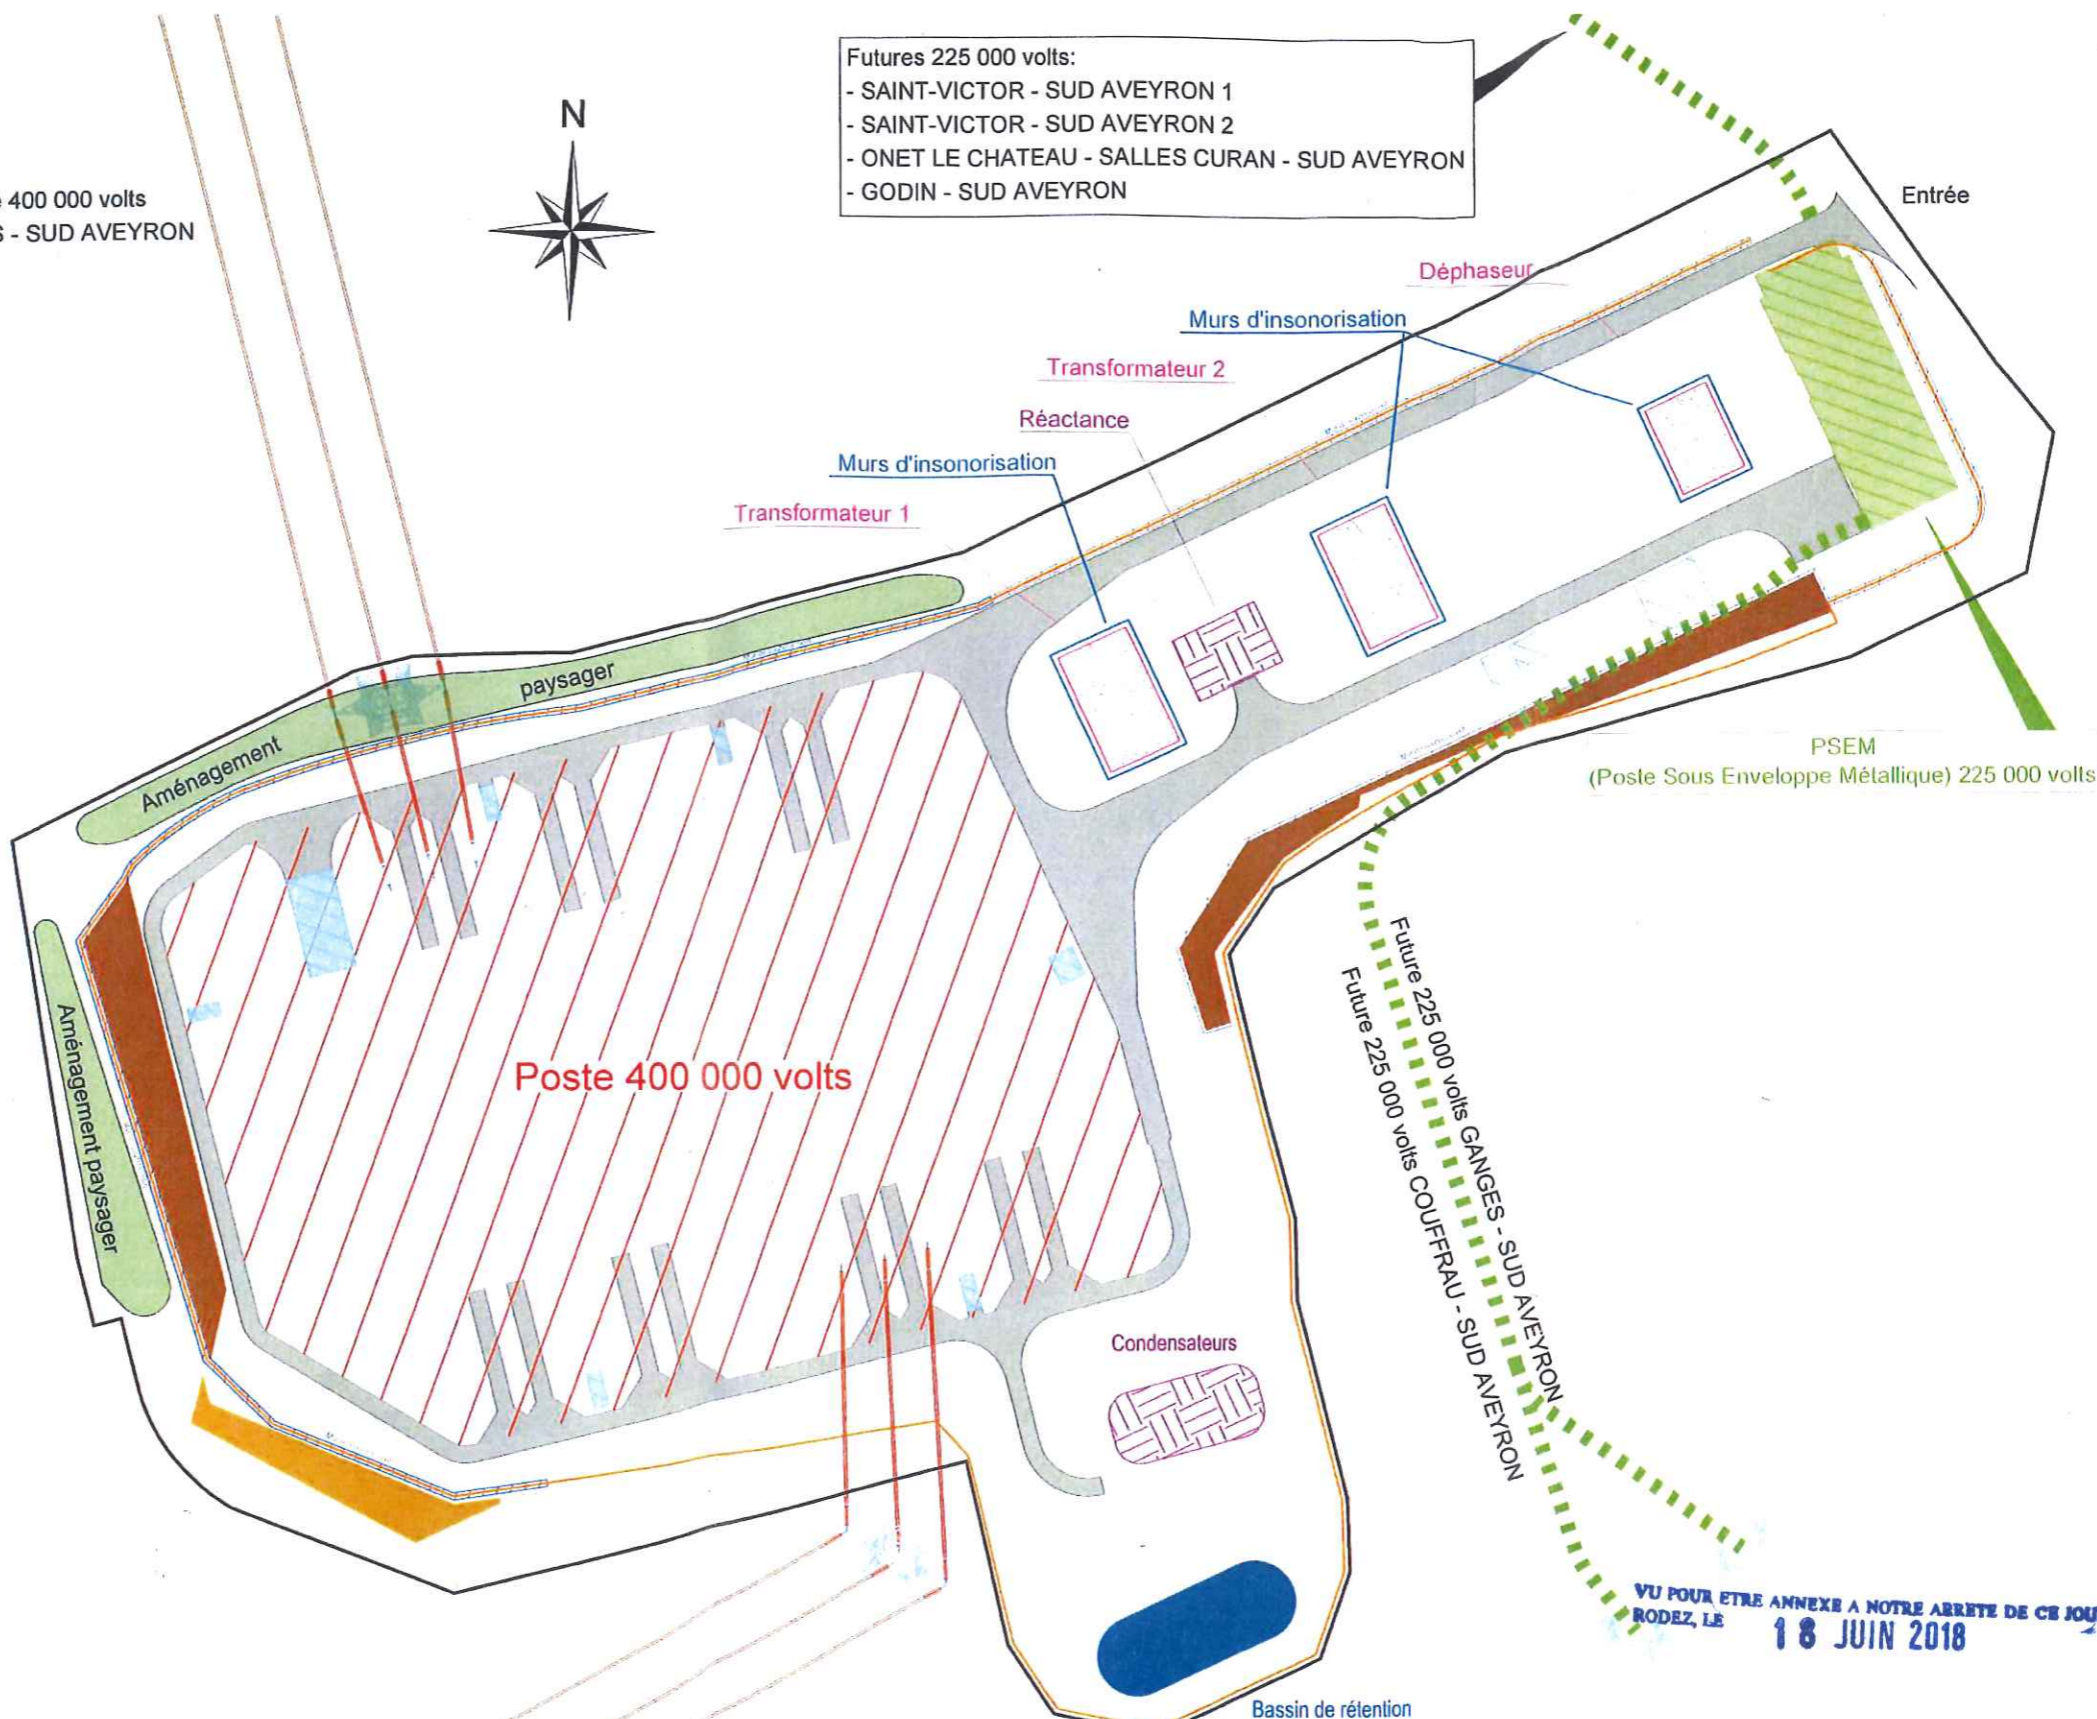 Futures 225 000 volts:
- SAINT-VICTOR - SUD AVEYRON 1
- SAINT-VICTOR - SUD AVEYRON 2
- ONET LE CHATEAU - SALLES CURAN - SUD AVEYRON
- GODIN - SUD AVEYRON
N
400 000 volts
- SUD AVEYRON
Entrée
Déphaseur
Murs d'insonorisation
Transformateur 2
Réactance
Murs d'insonorisation
Transformateur 1
Aménagement paysager
PSEM
(Poste Sous Enveloppe Métallique) 225 000 volts
Aménagement paysager
Poste 400 000 volts
Future 225 000 volts GANGES - SUD AVEYRON
Future 225 000 volts COUFFRAU - SUD AVEYRON
Condensateurs
VU POUR ETRE ANNEXE A NOTRE ARRETE DE CE JOU
RODEZ, LE 18 JUIN 2018
Bassin de rétention